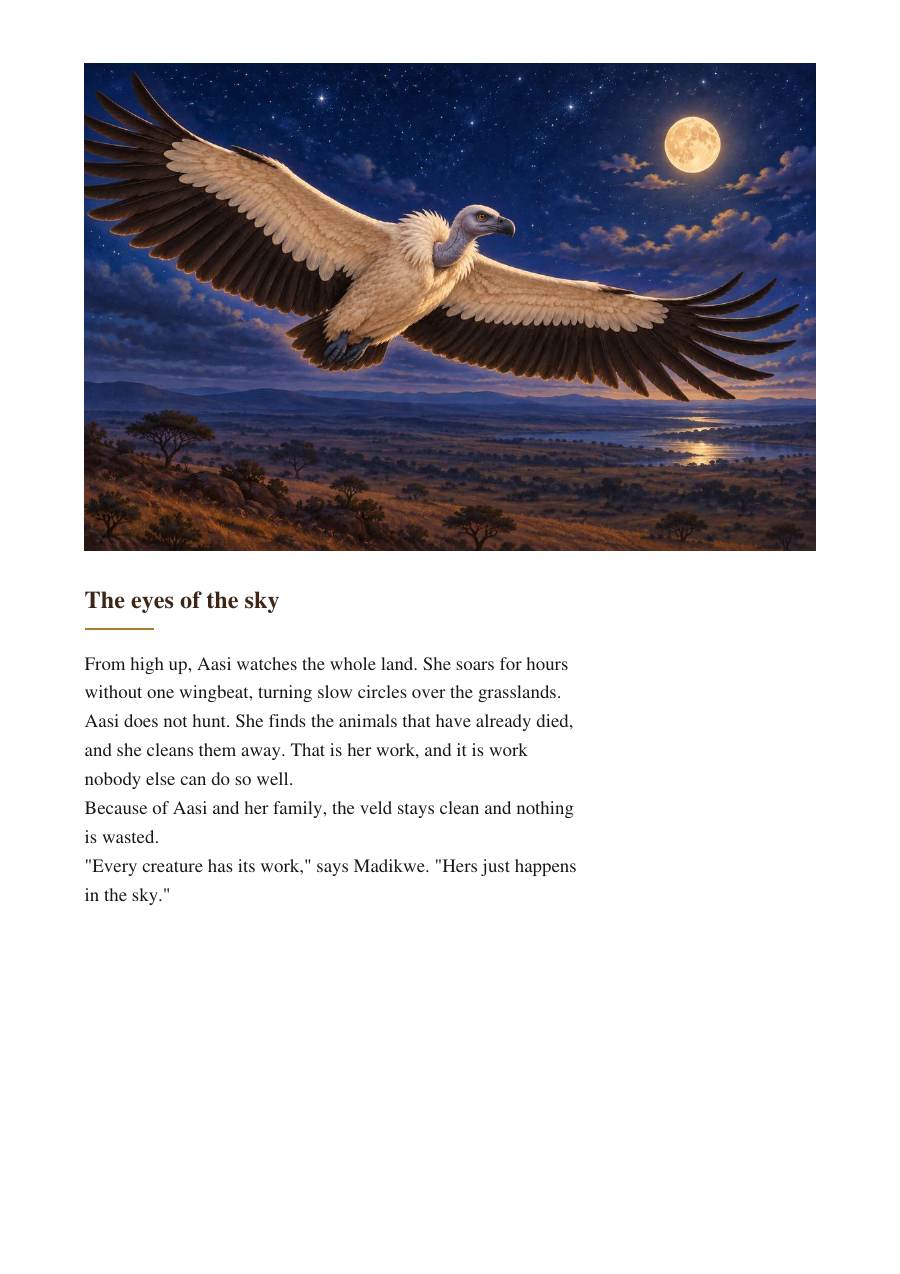 The eyes of the sky
From high up, Aasi watches the whole land. She soars for hours
without one wingbeat, turning slow circles over the grasslands.
Aasi does not hunt. She finds the animals that have already died,
and she cleans them away. That is her work, and it is work
nobody else can do so well.
Because of Aasi and her family, the veld stays clean and nothing
is wasted.
"Every creature has its work," says Madikwe. "Hers just happens
in the sky."